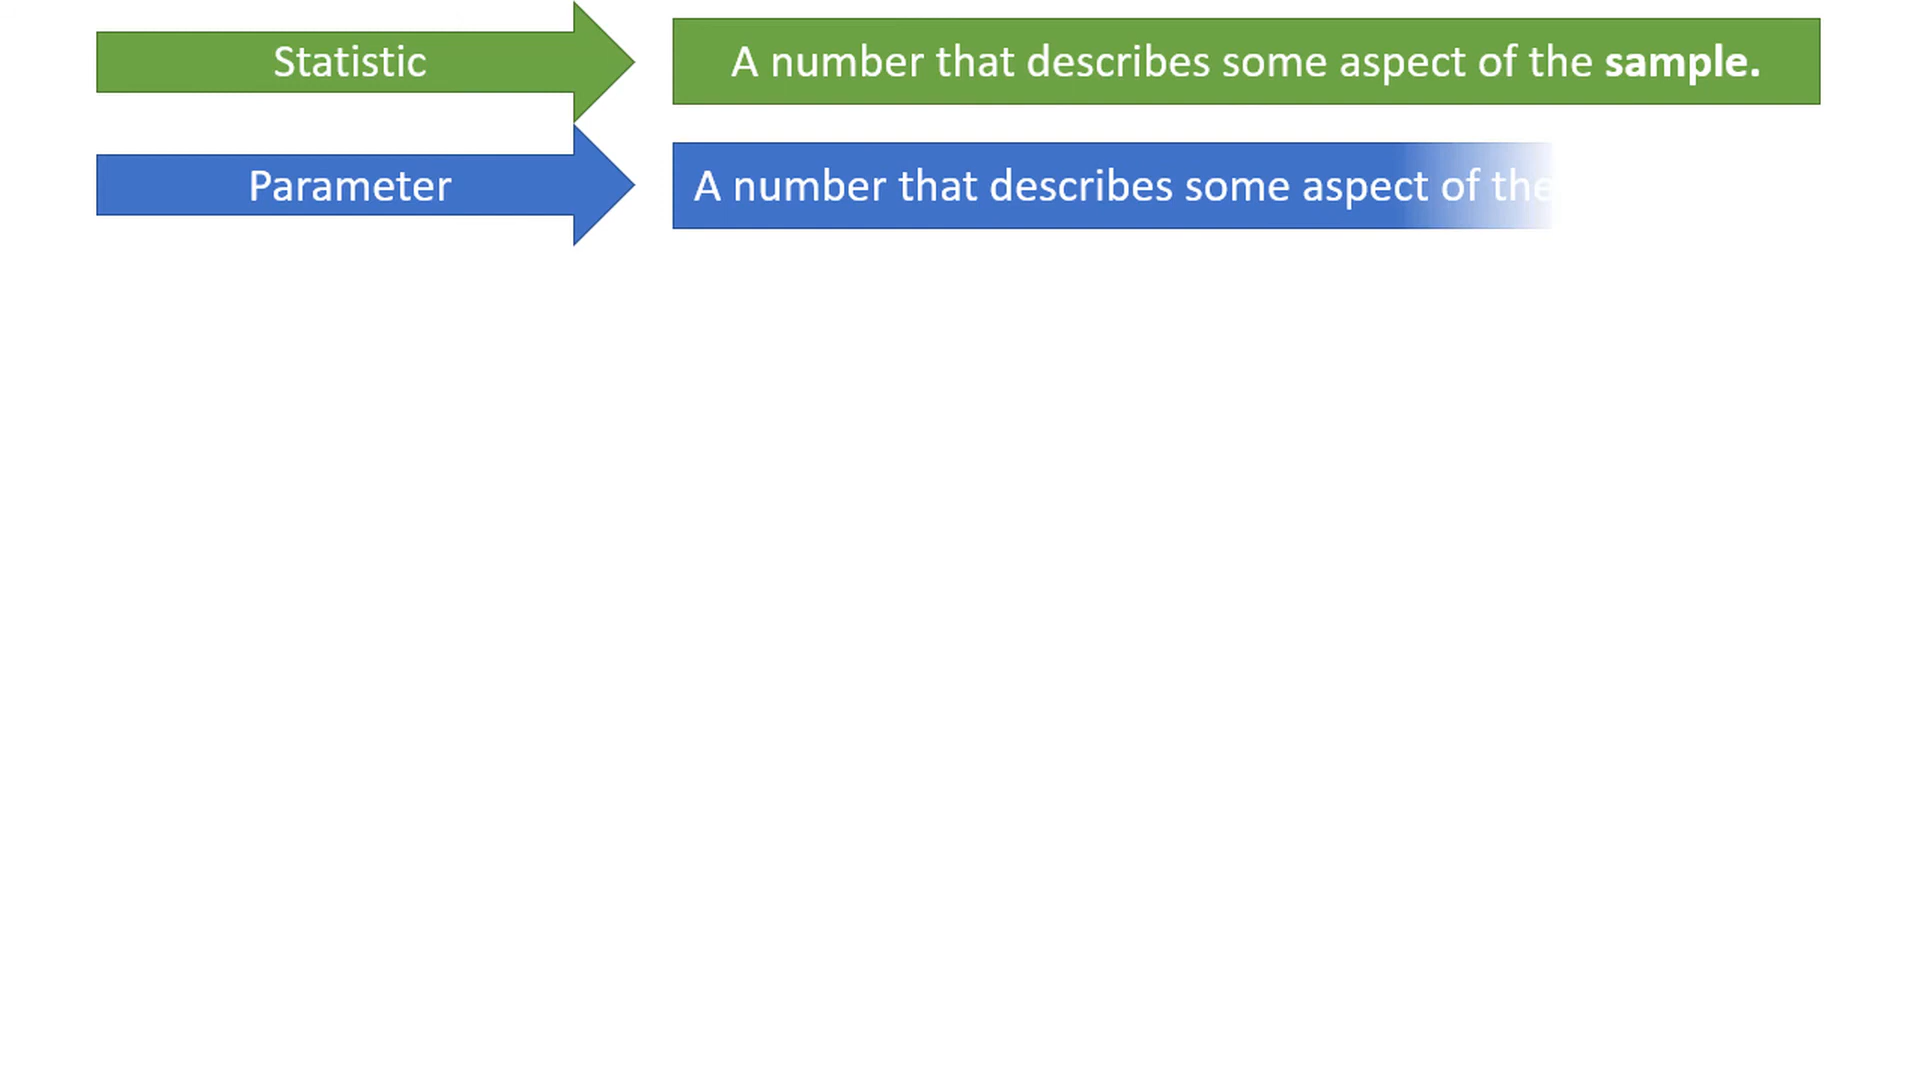 Statistic
A number that describes some aspect of the sample.
Parameter
A number that describes some aspect of the